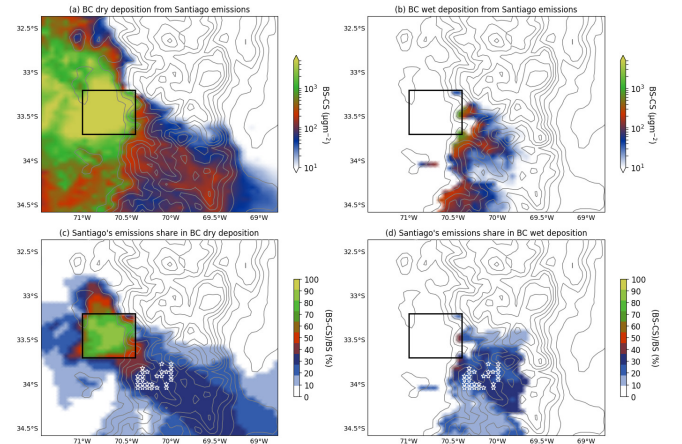 (a) BC dry deposition from Santiago emissions
(b) BC wet deposition from Santiago emissions
32.5°S
33°S
33.5°S
34°S
34.5°S
71°W
70.5°W
70°W
69.5°W
69°W
10³
10²
10¹
BS-CS (μgm⁻²)
32.5°S
33°S
33.5°S
34°S
34.5°S
71°W
70.5°W
70°W
69.5°W
69°W
10³
10²
10¹
BS-CS (μgm⁻²)
(c) Santiago's emissions share in BC dry deposition
(d) Santiago's emissions share in BC wet deposition
32.5°S
33°S
33.5°S
34°S
34.5°S
71°W
70.5°W
70°W
69.5°W
69°W
100
90
80
70
60
50
40
30
20
10
0
(BS-CS)/(BS (%)
32.5°S
33°S
33.5°S
34°S
34.5°S
71°W
70.5°W
70°W
69.5°W
69°W
100
90
80
70
60
50
40
30
20
10
0
(BS-CS)/(BS (%)